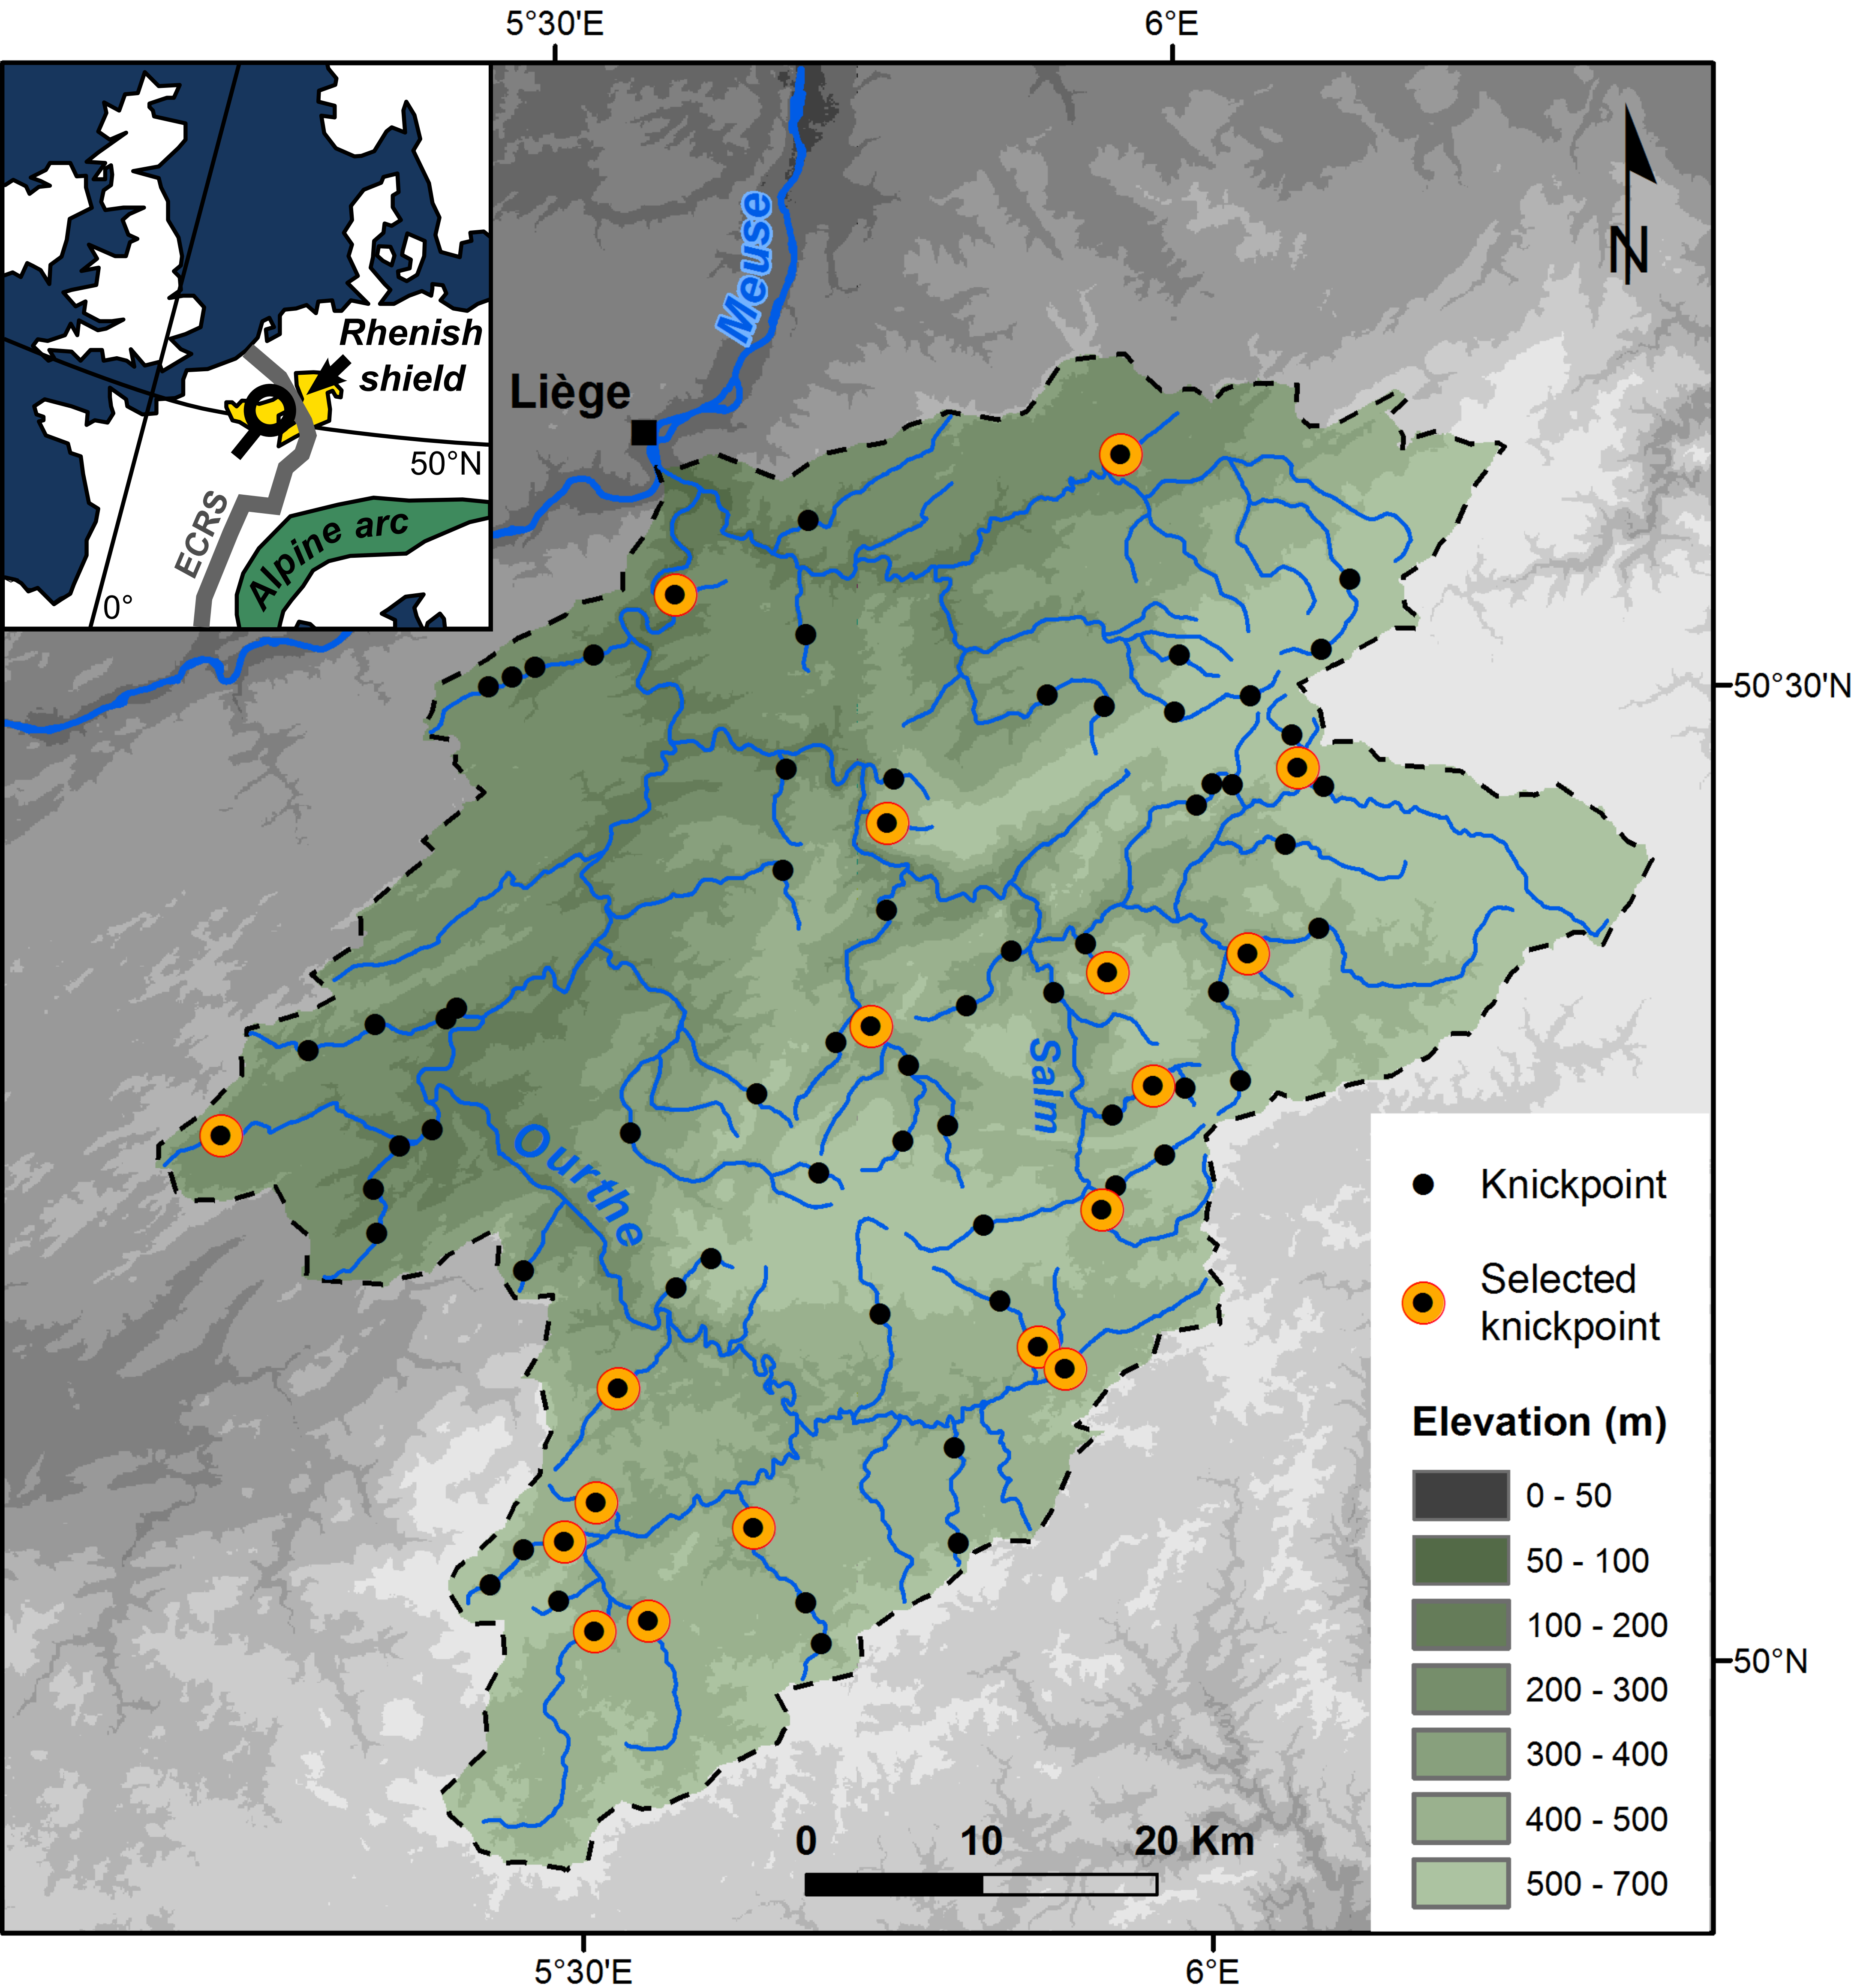 5°30'E
6°E
Rhenish
shield
50°N
ECRS
Alpine arc
0°
Meuse
Liège
N
50°30'N
Salm
Ourthe
Knickpoint
Selected
knickpoint
Elevation (m)
0 - 50
50 - 100
100 - 200
200 - 300
300 - 400
400 - 500
500 - 700
50°N
0 10 20 Km
5°30'E
6°E